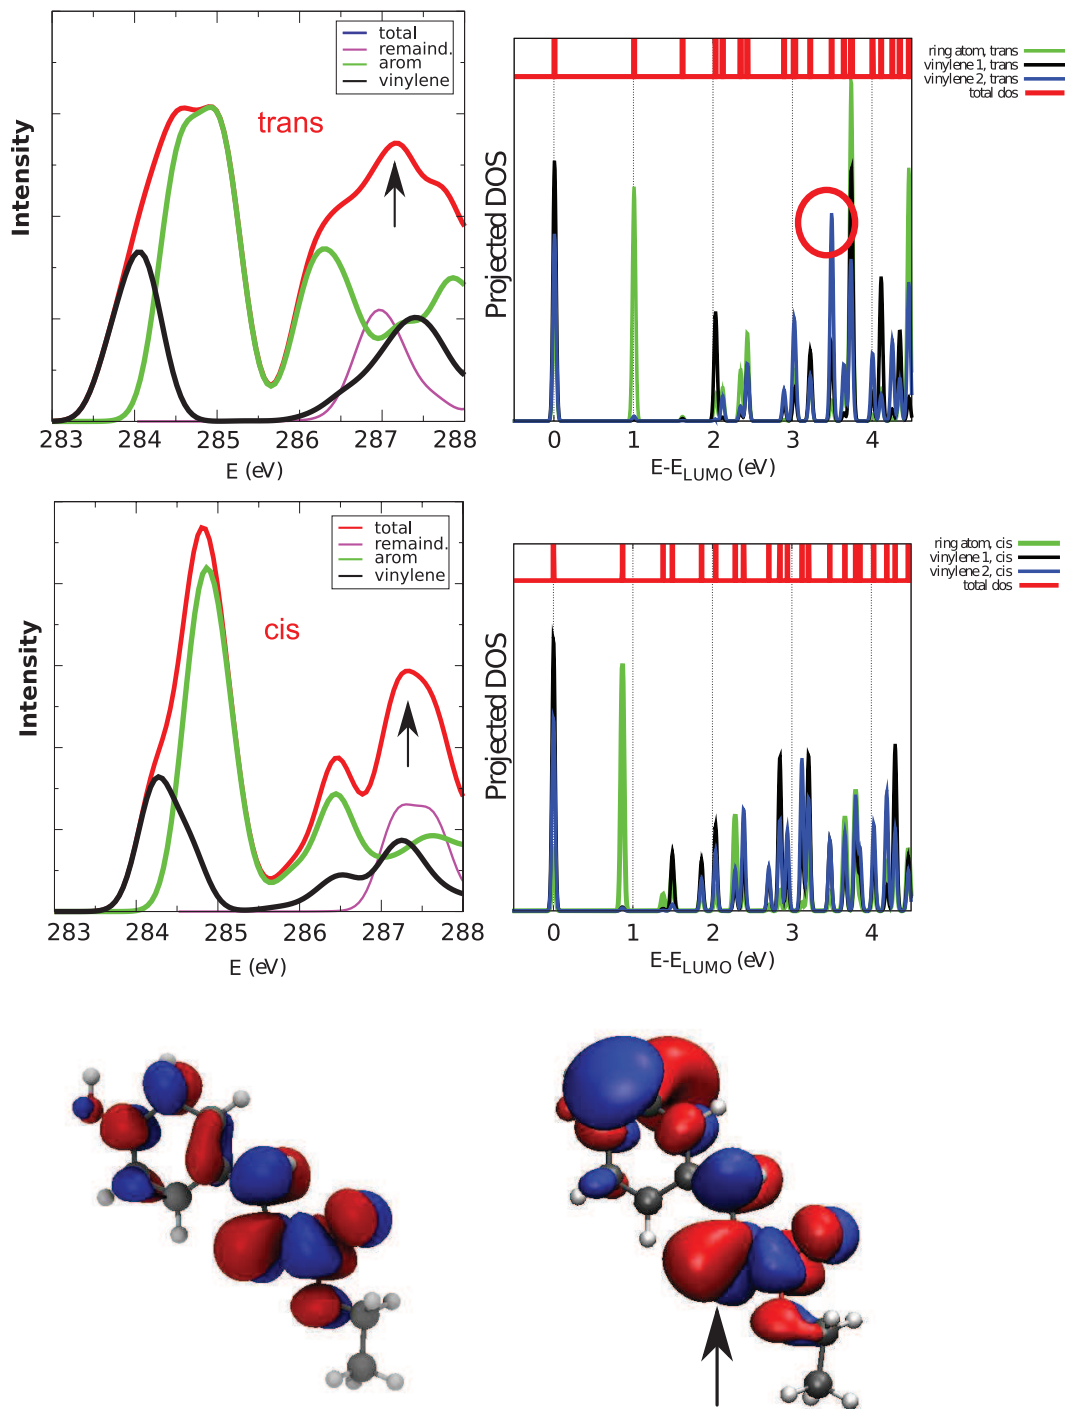 total
remaind.
arom
vinylene
trans
Intensity
283 284 285 286 287 288
E (eV)
ring atom, trans
vinylene 1, trans
vinylene 2, trans
total dos
Projected DOS
0 1 2 3 4
E-E_LUMO (eV)
total
remaind.
arom
vinylene
cis
Intensity
283 284 285 286 287 288
E (eV)
ring atom, cis
vinylene 1, cis
vinylene 2, cis
total dos
Projected DOS
0 1 2 3 4
E-E_LUMO (eV)